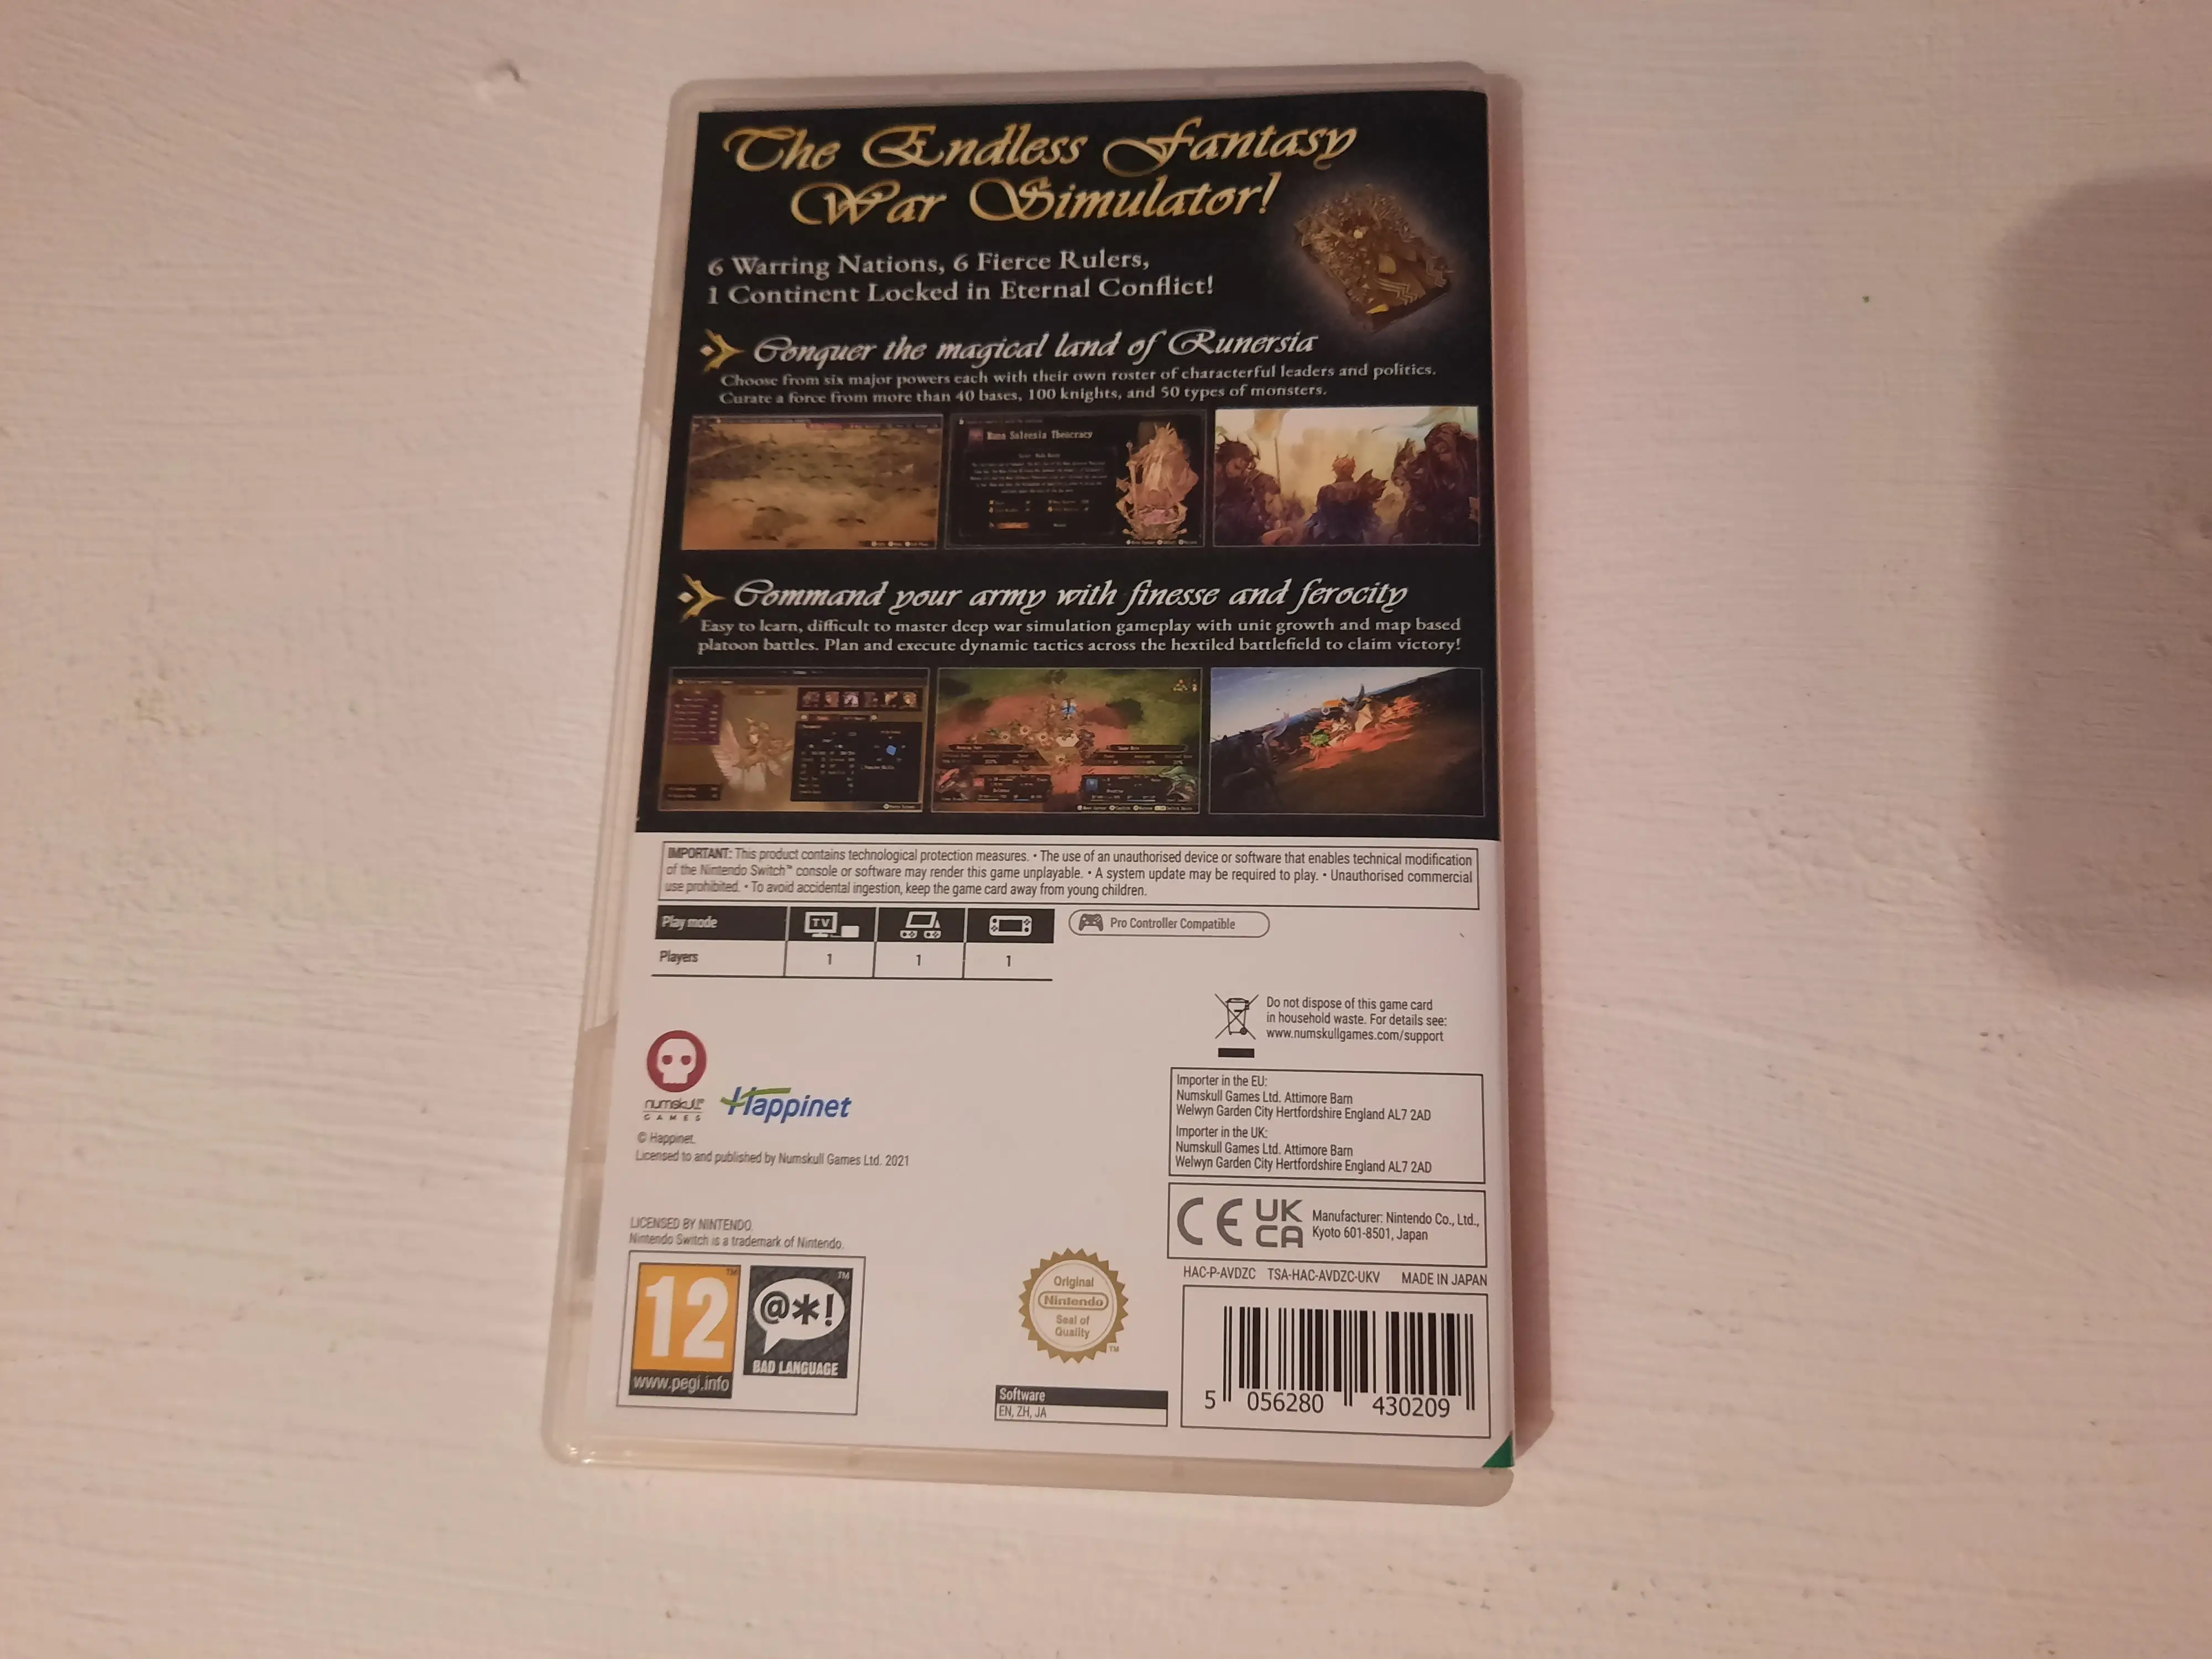 The Endless Fantasy
War Simulator!
6 Warring Nations, 6 Fierce Rulers,
1 Continent Locked in Eternal Conflict!
Conquer the magical land of Runersia
Choose from six major powers each with their own roster of characterful leaders and politics.
Curate a force from more than 40 bases, 100 knights, and 50 types of monsters.
Runa Salvesia Theocracy
Command your army with finesse and ferocity
Easy to learn, difficult to master deep war simulation gameplay with unit growth and map based
platoon battles. Plan and execute dynamic tactics across the hextiled battlefield to claim victory!
IMPORTANT: This product contains technological protection measures. • The use of an unauthorised device or software that enables technical modification
of the Nintendo Switch™ console or software may render this game unplayable. • A system update may be required to play. • Unauthorised commercial
use prohibited. • To avoid accidental ingestion, keep the game card away from young children.
Play mode TV
Pro Controller Compatible
Players 1 1 1
Do not dispose of this game card
in household waste. For details see:
www.numskullgames.com/support
numskull
GAMES
Happinet
© Happinet.
Licensed to and published by Numskull Games Ltd. 2021
Importer in the EU:
Numskull Games Ltd. Attimore Barn
Welwyn Garden City Hertfordshire England AL7 2AD
Importer in the UK:
Numskull Games Ltd. Attimore Barn
Welwyn Garden City Hertfordshire England AL7 2AD
CE UK
CA
Manufacturer: Nintendo Co., Ltd.,
Kyoto 601-8501, Japan
LICENSED BY NINTENDO.
Nintendo Switch is a trademark of Nintendo.
HAC-P-AVDZC TSA-HAC-AVDZC-UKV MADE IN JAPAN
12™
www.pegi.info
@*!™
BAD LANGUAGE
Original
Nintendo
Seal of
Quality
™
Software
EN, ZH, JA
5 056280 430209